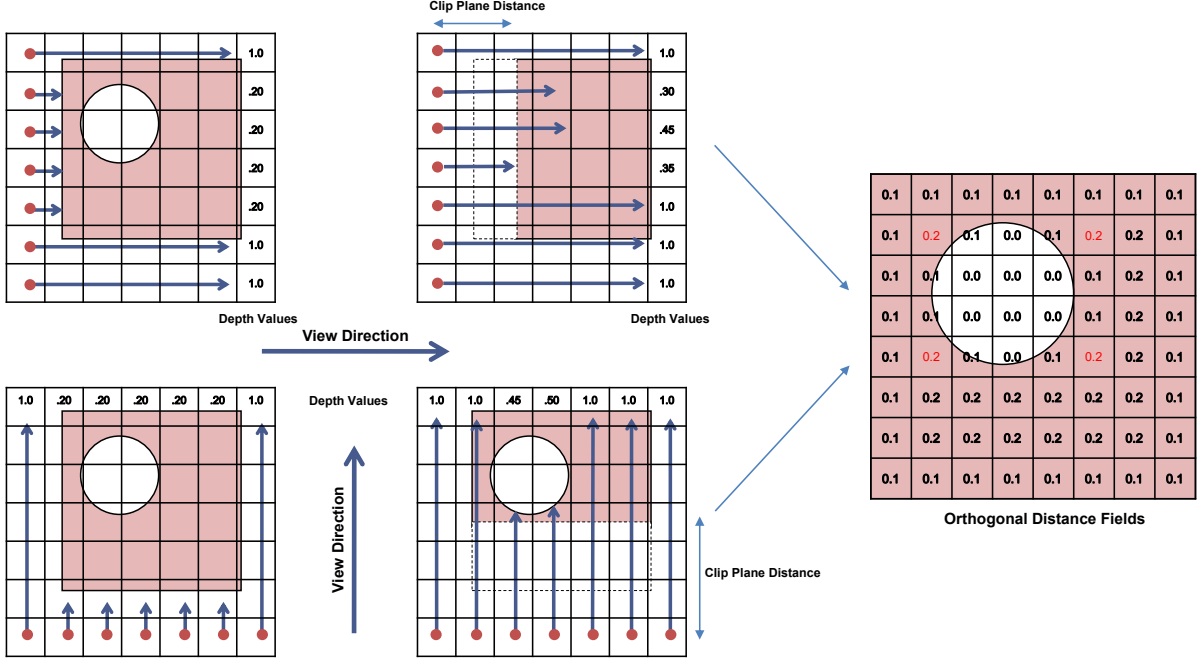 Clip Plane Distance
1.0
.20
.20
.20
.20
1.0
1.0
Depth Values
1.0
.30
.45
.35
1.0
1.0
1.0
Depth Values
View Direction
1.0 .20 .20 .20 .20 .20 1.0
Depth Values
View Direction
1.0 1.0 .45 .50 1.0 1.0 1.0
View Direction
Clip Plane Distance
0.1 0.1 0.1 0.1 0.1 0.1 0.1 0.1
0.1 0.2 0.1 0.0 0.1 0.2 0.2 0.1
0.1 0.1 0.0 0.0 0.0 0.1 0.2 0.1
0.1 0.1 0.0 0.0 0.0 0.1 0.2 0.1
0.1 0.2 0.1 0.0 0.1 0.2 0.2 0.1
0.1 0.2 0.2 0.2 0.2 0.2 0.2 0.1
0.1 0.2 0.2 0.2 0.2 0.2 0.2 0.1
0.1 0.1 0.1 0.1 0.1 0.1 0.1 0.1
Orthogonal Distance Fields